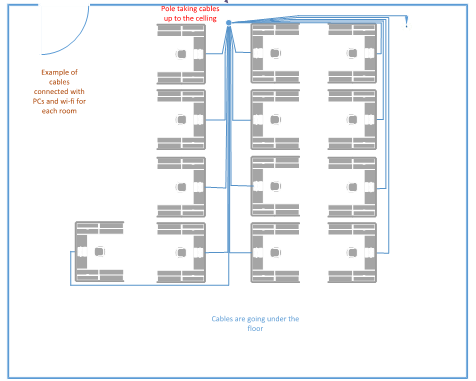 Pole taking cables
up to the celling
Example of
cables
connected with
PCs and wi-fi for
each room
Cables are going under the
floor